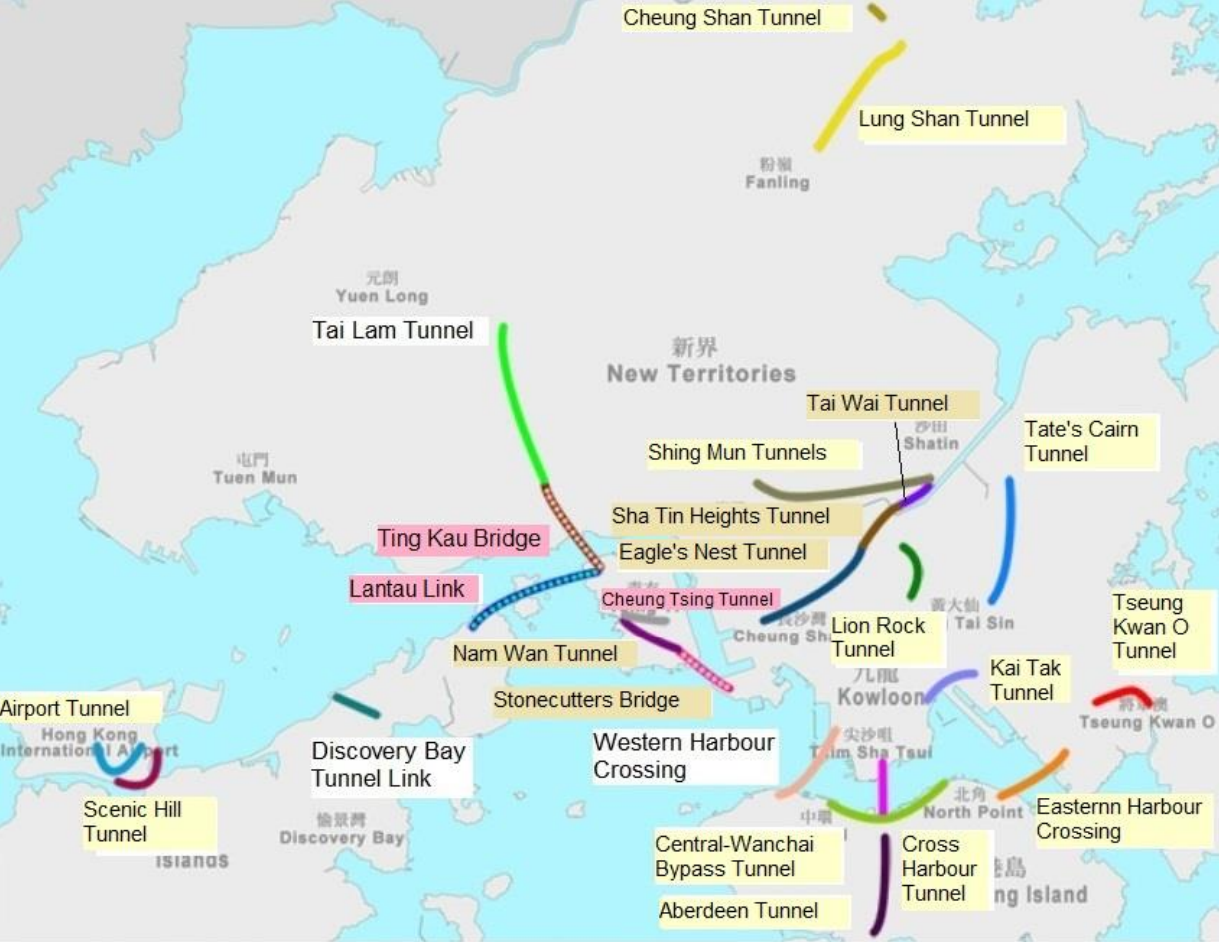 Cheung Shan Tunnel
Lung Shan Tunnel
粉嶺
Fanling
元朗
Yuen Long
Tai Lam Tunnel
新界
New Territories
Tai Wai Tunnel
沙田
Shatin
Tate's Cairn
Tunnel
屯門
Tuen Mun
Shing Mun Tunnels
Sha Tin Heights Tunnel
Ting Kau Bridge
Eagle's Nest Tunnel
Lantau Link
Cheung Tsing Tunnel
長沙灣
Cheung Sha
Lion Rock
Tunnel
黃大仙
Tai Sin
Tseung
Kwan O
Tunnel
Nam Wan Tunnel
Stonecutters Bridge
九龍
Kowloon
Kai Tak
Tunnel
將軍澳
Tseung Kwan O
Airport Tunnel
Hong Kong
International Airport
Discovery Bay
Tunnel Link
Western Harbour
Crossing
尖沙咀
Tsim Sha Tsui
Scenic Hill
Tunnel
Islands
愉景灣
Discovery Bay
中環
北角
North Point
Easternn Harbour
Crossing
Central-Wanchai
Bypass Tunnel
Cross
Harbour
Tunnel
港島
ng Island
Aberdeen Tunnel